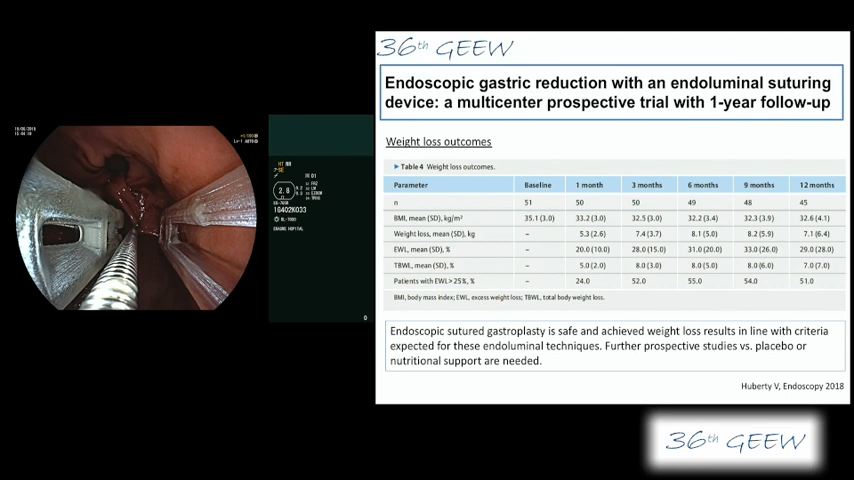 36th GEEW
Endoscopic gastric reduction with an endoluminal suturing
device: a multicenter prospective trial with 1-year follow-up
Weight loss outcomes
► Table 4 Weight loss outcomes.
Parameter Baseline 1 month 3 months 6 months 9 months 12 months
n 51 50 50 49 48 45
BMI, mean (SD), kg/m² 35.1 (3.0) 33.2 (3.0) 32.5 (3.0) 32.2 (3.4) 32.3 (3.9) 32.6 (4.1)
Weight loss, mean (SD), kg – 5.3 (2.6) 7.4 (3.7) 8.1 (5.0) 8.2 (5.9) 7.1 (6.4)
EWL, mean (SD), % – 20.0 (10.0) 28.0 (15.0) 31.0 (20.0) 33.0 (26.0) 29.0 (28.0)
TBWL, mean (SD), % – 5.0 (2.0) 8.0 (3.0) 8.0 (5.0) 8.0 (6.0) 7.0 (7.0)
Patients with EWL > 25 %, % – 24.0 52.0 55.0 54.0 51.0
BMI, body mass index; EWL, excess weight loss; TBWL, total body weight loss.
Endoscopic sutured gastroplasty is safe and achieved weight loss results in line with criteria
expected for these endoluminal techniques. Further prospective studies vs. placebo or
nutritional support are needed.
Huberty V, Endoscopy 2018
36th GEEW
2.8
1G402K033